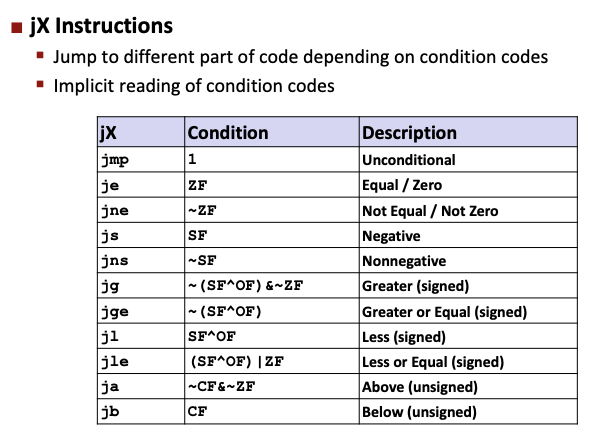 jX Instructions
Jump to different part of code depending on condition codes
Implicit reading of condition codes
jX Condition Description
jmp 1 Unconditional
je ZF Equal / Zero
jne ~ZF Not Equal / Not Zero
js SF Negative
jns ~SF Nonnegative
jg ~(SF^OF)&~ZF Greater (signed)
jge ~(SF^OF) Greater or Equal (signed)
jl SF^OF Less (signed)
jle (SF^OF)|ZF Less or Equal (signed)
ja ~CF&~ZF Above (unsigned)
jb CF Below (unsigned)